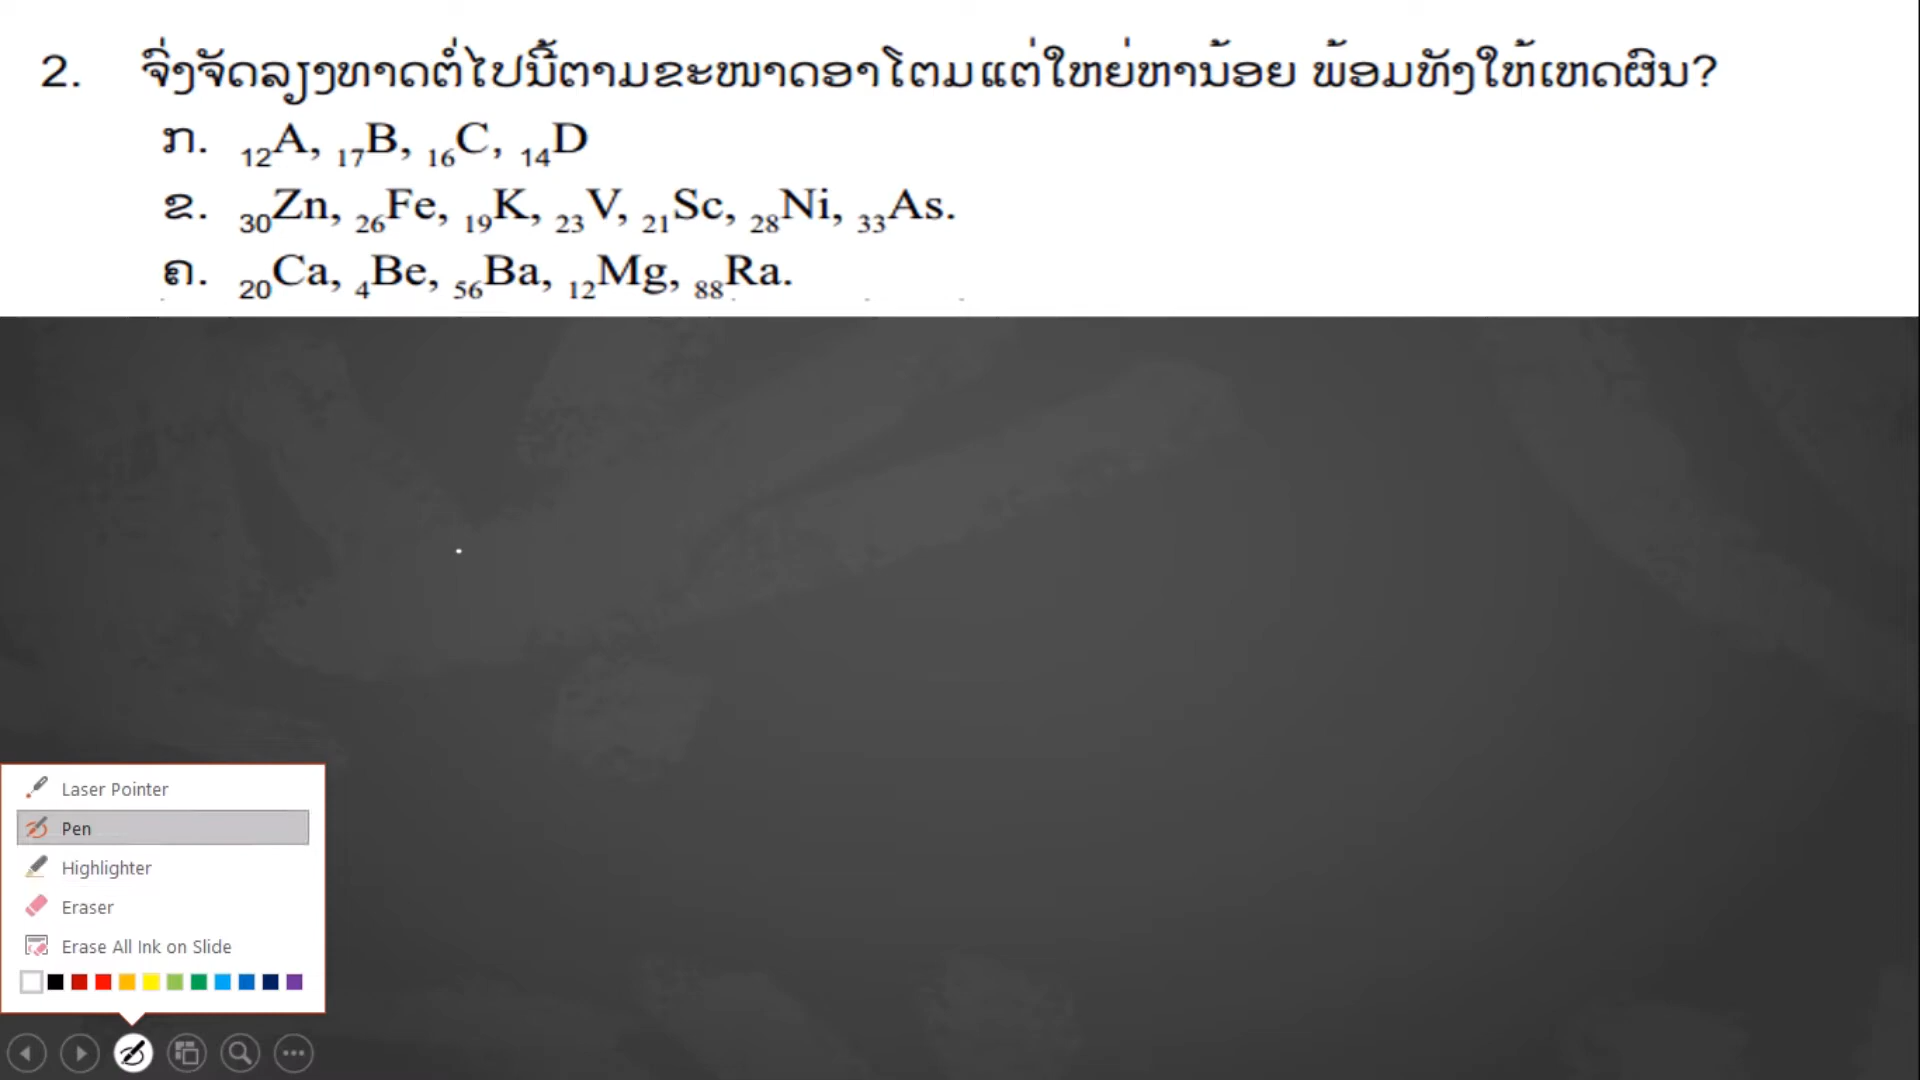 2. ຈົ່ງຈັດລຽງທາດຕໍ່ໄປນີ້ຕາມຂະໜາດອາໂຕມແຕ່ໃຫຍ່ຫານ້ອຍ ພ້ອມທັງໃຫ້ເຫດຜົນ?
ກ. ₁₂A, ₁₇B, ₁₆C, ₁₄D
ຂ. ₃₀Zn, ₂₆Fe, ₁₉K, ₂₃V, ₂₁Sc, ₂₈Ni, ₃₃As.
ຄ. ₂₀Ca, ₄Be, ₅₆Ba, ₁₂Mg, ₈₈Ra.
Laser Pointer
Pen
Highlighter
Eraser
Erase All Ink on Slide